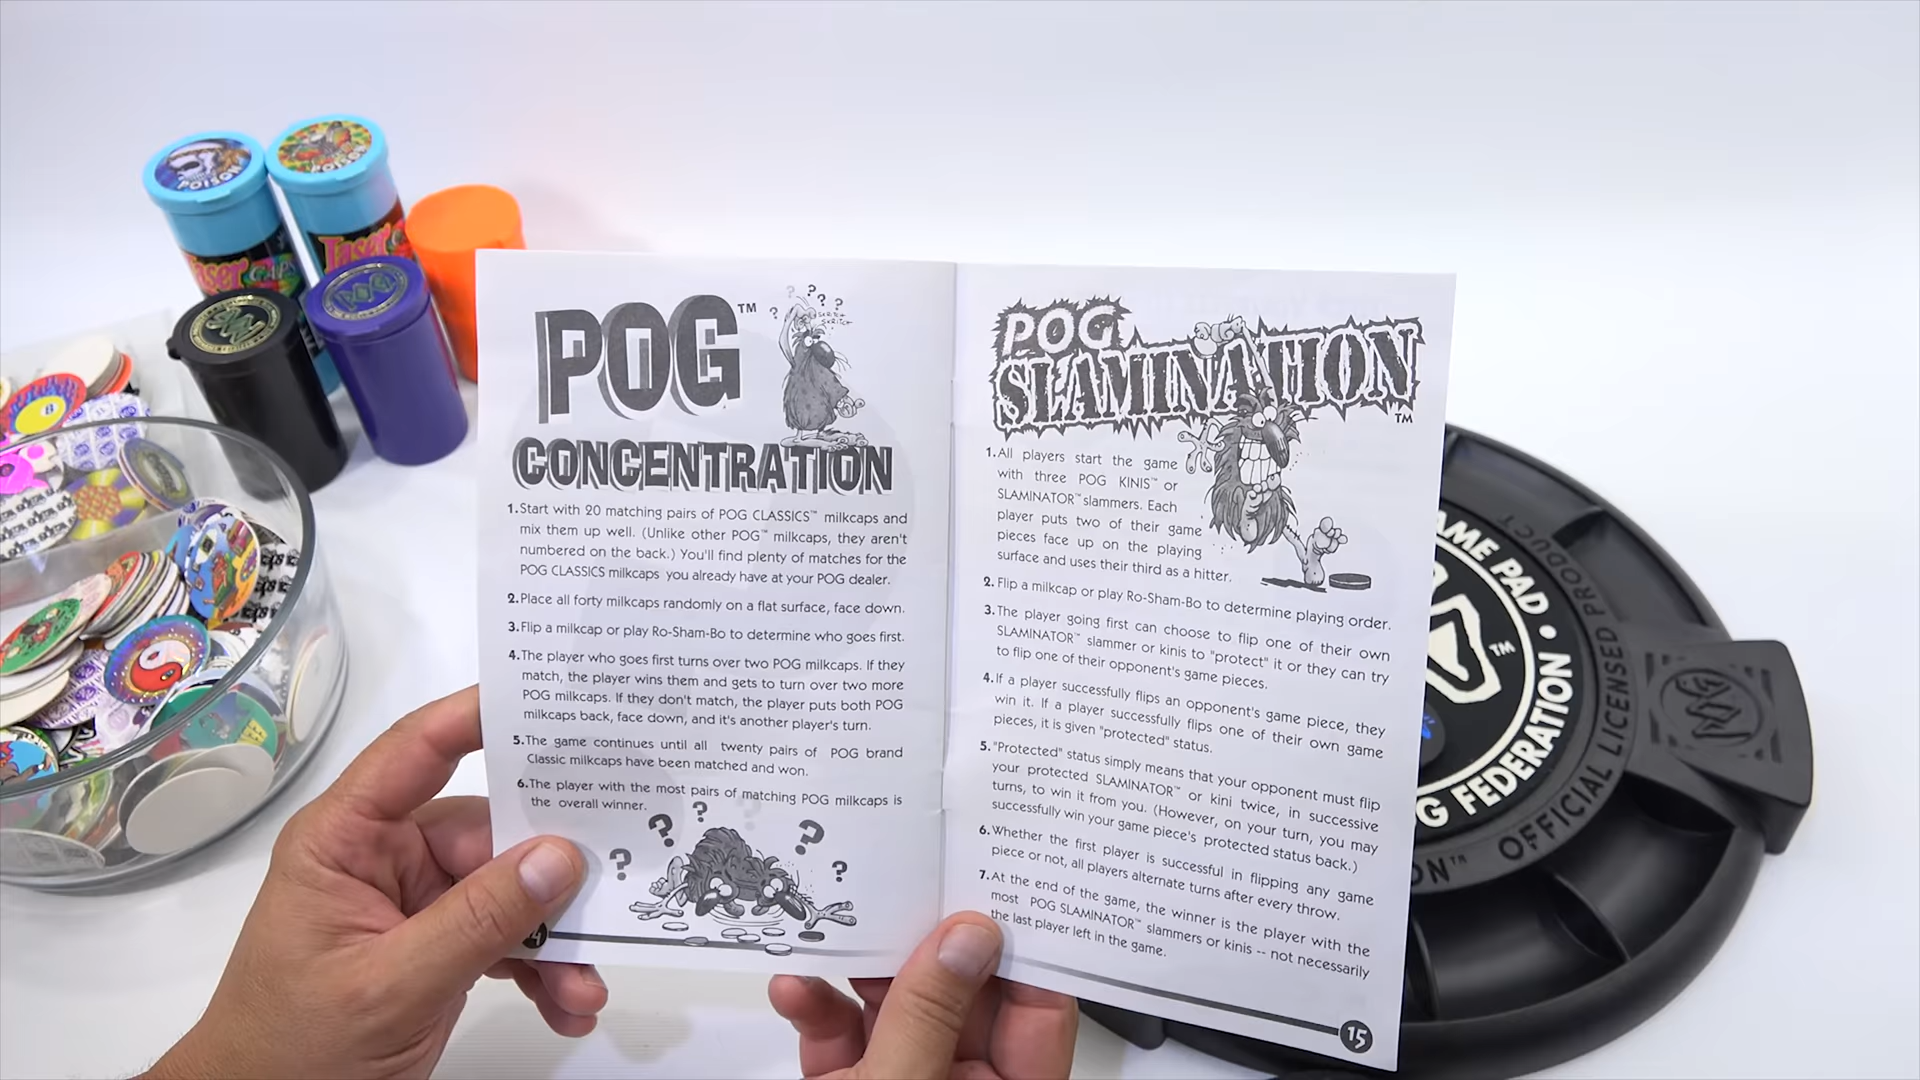 POISON
POISON
Laser CAPS
Laser
POG
8
POG™
CONCENTRATION
1. Start with 20 matching pairs of POG CLASSICS™ milkcaps and
mix them up well. (Unlike other POG™ milkcaps, they aren't
numbered on the back.) You'll find plenty of matches for the
POG CLASSICS milkcaps you already have at your POG dealer.
2. Place all forty milkcaps randomly on a flat surface, face down.
3. Flip a milkcap or play Ro-Sham-Bo to determine who goes first.
4. The player who goes first turns over two POG milkcaps. If they
match, the player wins them and gets to turn over two more
POG milkcaps. If they don't match, the player puts both POG
milkcaps back, face down, and it's another player's turn.
5. The game continues until all twenty pairs of POG brand
Classic milkcaps have been matched and won.
6. The player with the most pairs of matching POG milkcaps is
the overall winner.
? ? ? ? ?
POG
SLAMINATION™
1. All players start the game
with three POG KINIS™ or
SLAMINATOR™ slammers. Each
player puts two of their game
pieces face up on the playing
surface and uses their third as a hitter.
2. Flip a milkcap or play Ro-Sham-Bo to determine playing order.
3. The player going first can choose to flip one of their own
SLAMINATOR™ slammer or kinis to "protect" it or they can try
to flip one of their opponent's game pieces.
4. If a player successfully flips an opponent's game piece, they
win it. If a player successfully flips one of their own game
pieces, it is given "protected" status.
5. "Protected" status simply means that your opponent must flip
your protected SLAMINATOR™ or kini twice, in successive
turns, to win it from you. (However, on your turn, you may
successfully win your game piece's protected status back.)
6. Whether the first player is successful in flipping any game
piece or not, all players alternate turns after every throw.
7. At the end of the game, the winner is the player with the
most POG SLAMINATOR™ slammers or kinis -- not necessarily
the last player left in the game.
15
AME PAD •
™
G FEDERATION
OFFICIAL LICENSED PRODUCT
ON™